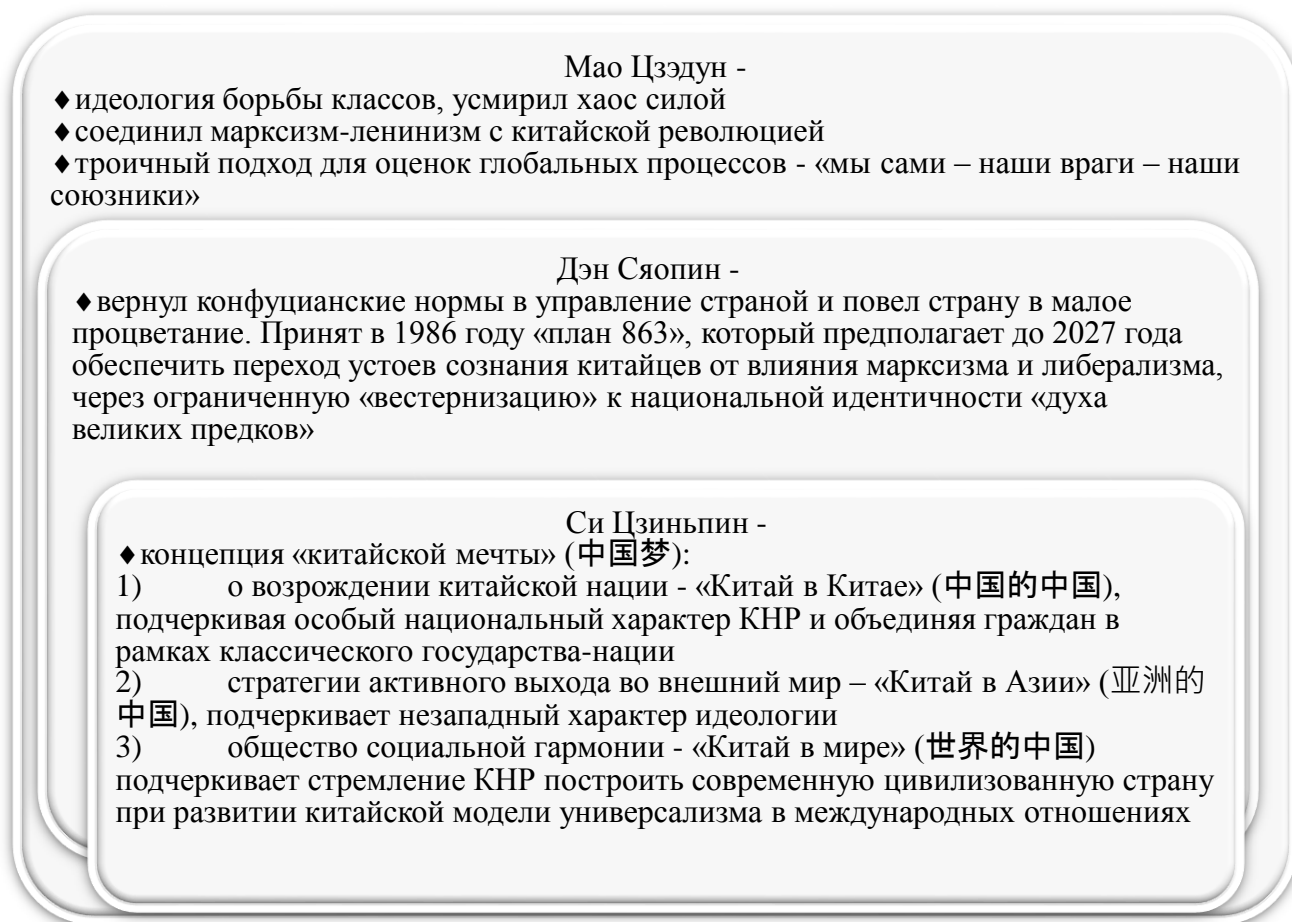 Мао Цзэдун -
♦идеология борьбы классов, усмирил хаос силой
♦соединил марксизм-ленинизм с китайской революцией
♦троичный подход для оценок глобальных процессов - «мы сами – наши враги – наши
союзники»
Дэн Сяопин -
♦вернул конфуцианские нормы в управление страной и повел страну в малое
процветание. Принят в 1986 году «план 863», который предполагает до 2027 года
обеспечить переход устоев сознания китайцев от влияния марксизма и либерализма,
через ограниченную «вестернизацию» к национальной идентичности «духа
великих предков»
Си Цзиньпин -
♦концепция «китайской мечты» (中国梦):
1) о возрождении китайской нации - «Китай в Китае» (中国的中国),
подчеркивая особый национальный характер КНР и объединяя граждан в
рамках классического государства-нации
2) стратегии активного выхода во внешний мир – «Китай в Азии» (亚洲的
中国), подчеркивает незападный характер идеологии
3) общество социальной гармонии - «Китай в мире» (世界的中国)
подчеркивает стремление КНР построить современную цивилизованную страну
при развитии китайской модели универсализма в международных отношениях